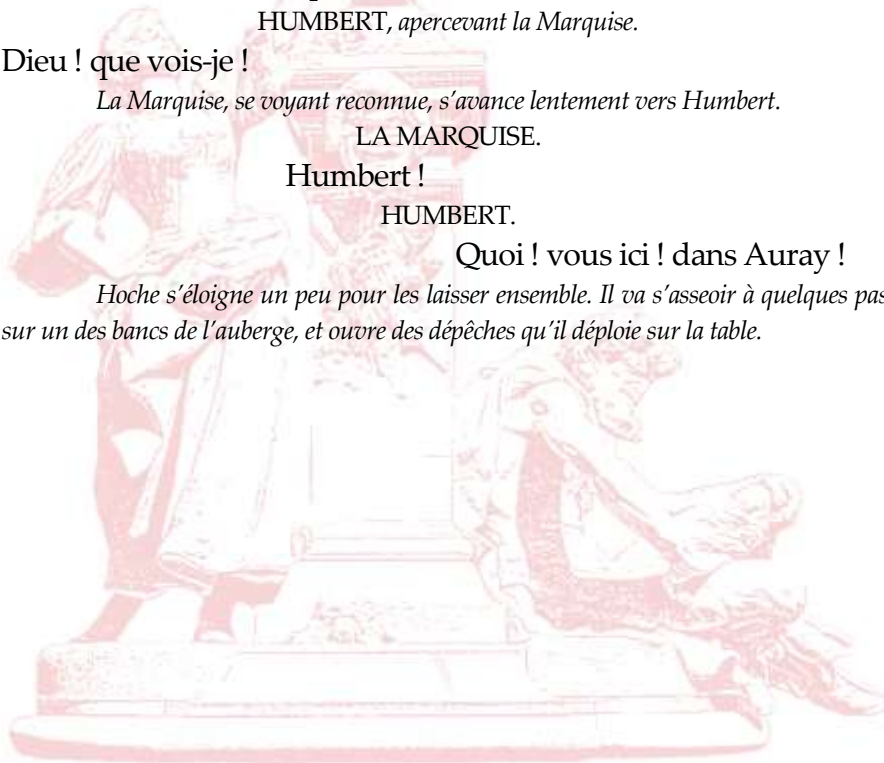 HUMBERT, apercevant la Marquise.
Dieu ! que vois-je !
La Marquise, se voyant reconnue, s’avance lentement vers Humbert.
LA MARQUISE.
Humbert !
HUMBERT.
Quoi ! vous ici ! dans Auray !
Hoche s’éloigne un peu pour les laisser ensemble. Il va s’asseoir à quelques pas
sur un des bancs de l’auberge, et ouvre des dépêches qu’il déploie sur la table.